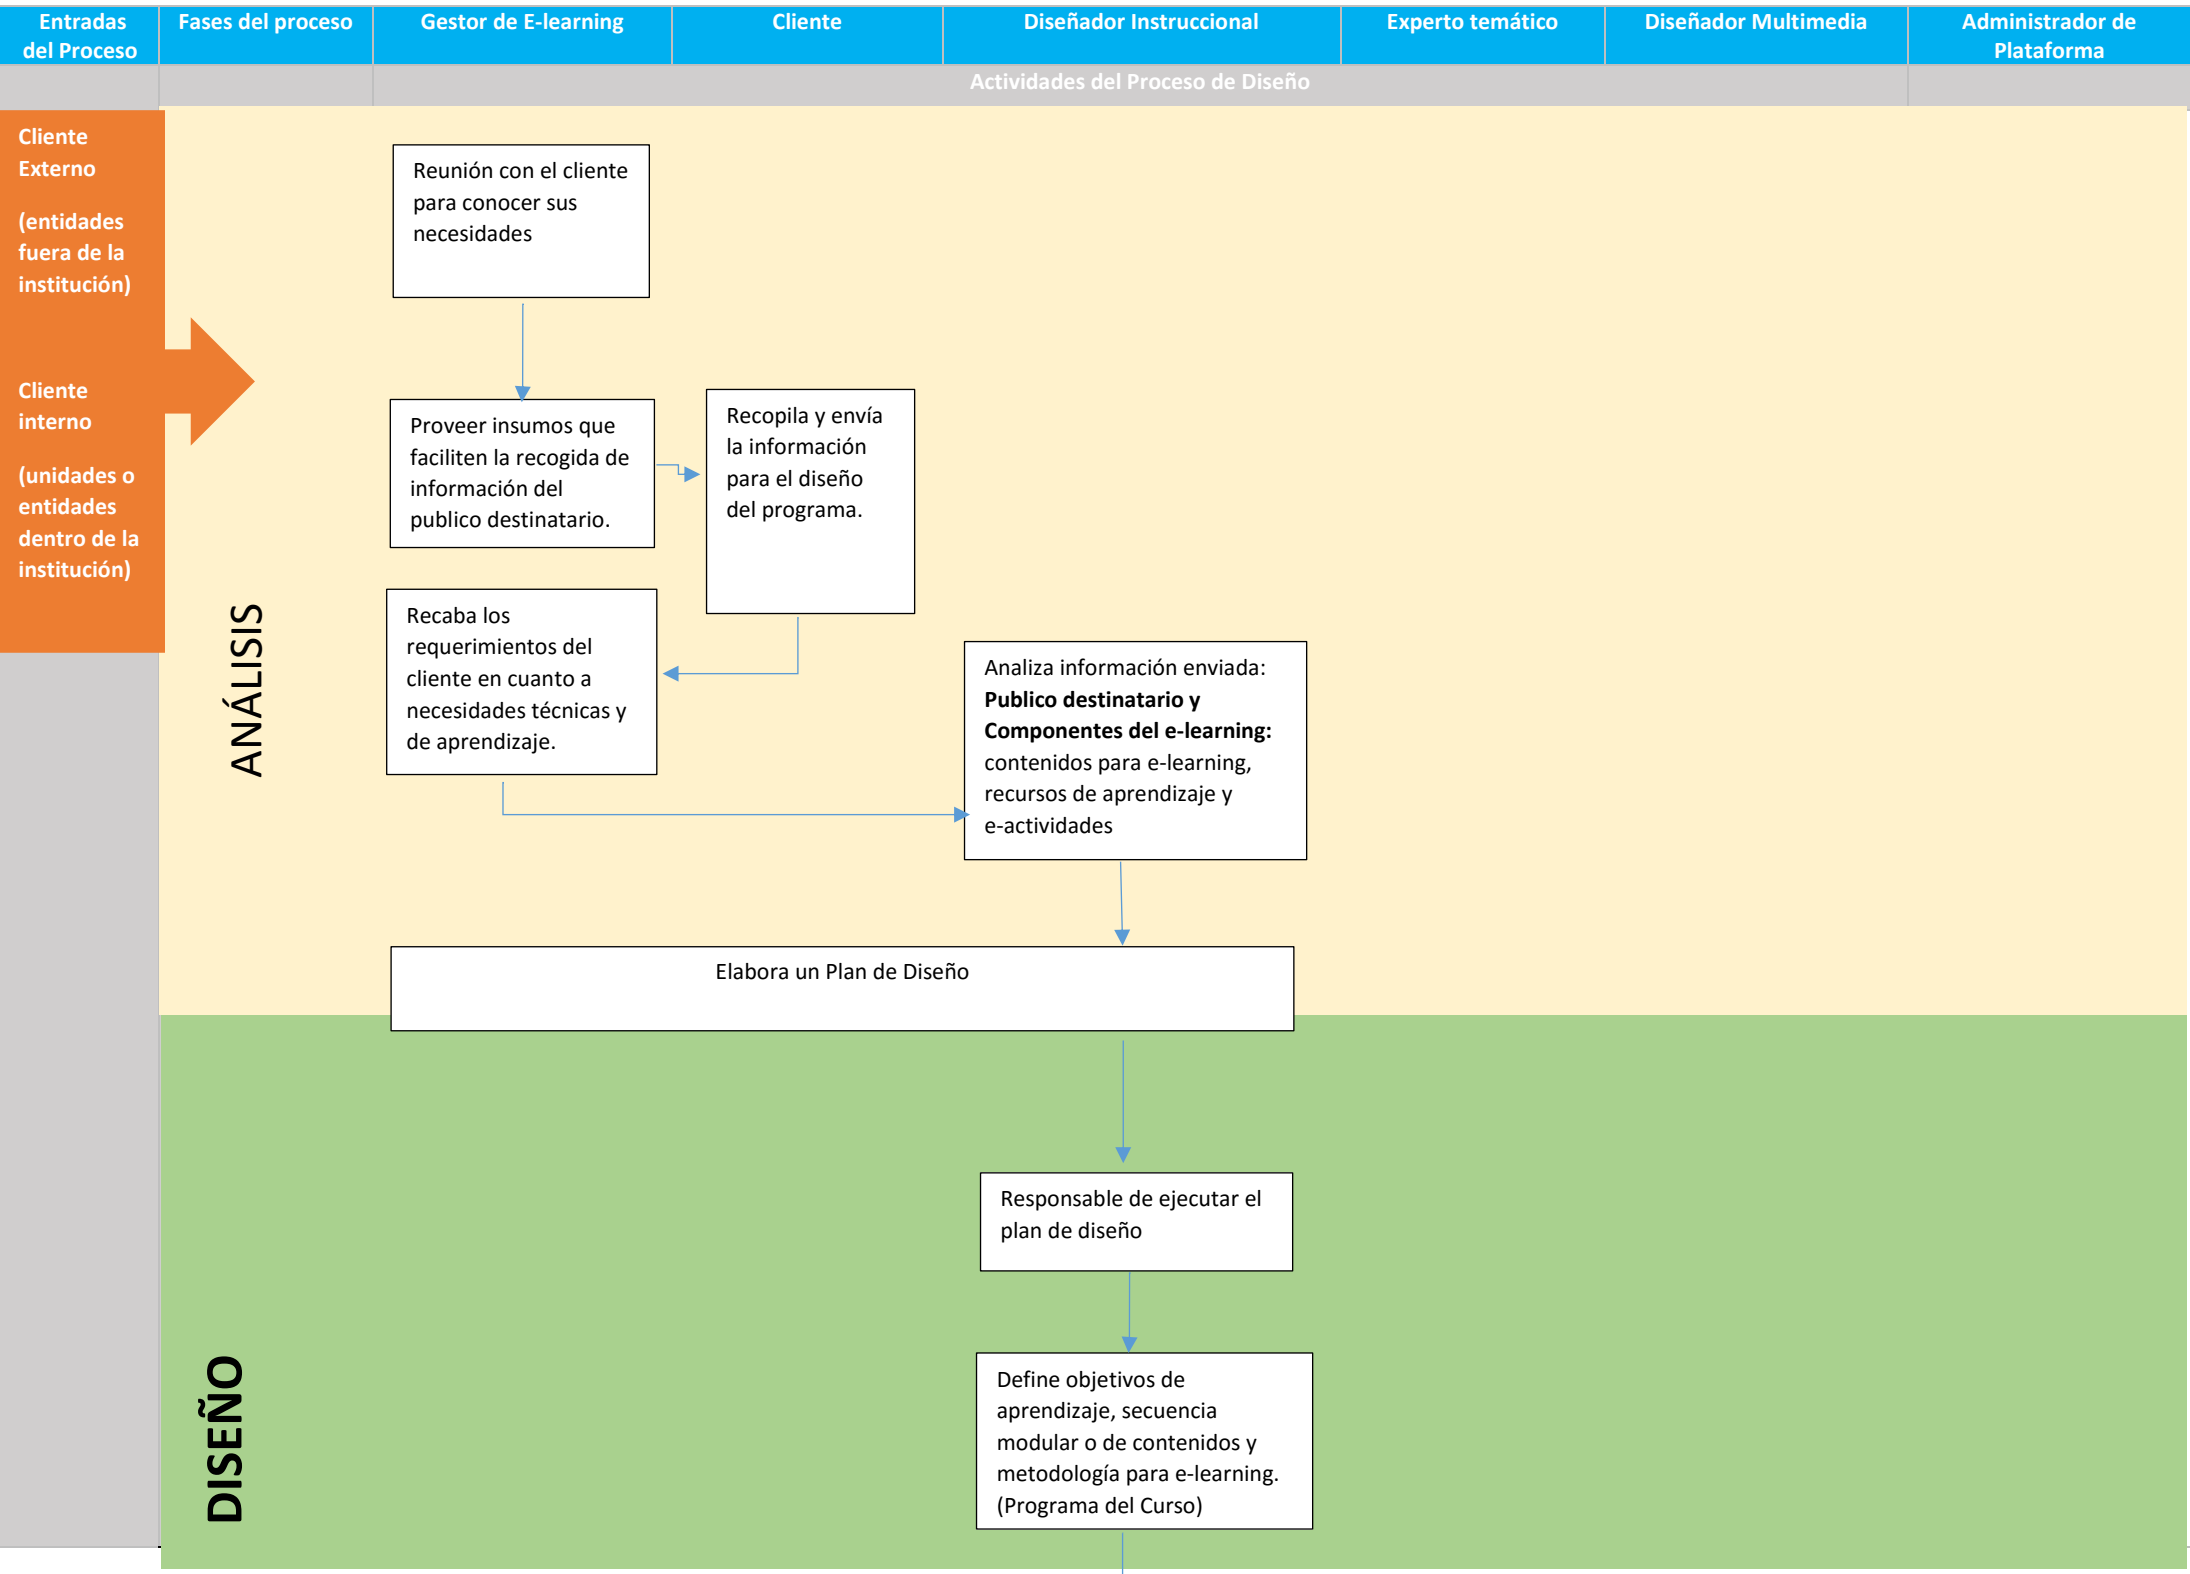 Entradas
del Proceso
Fases del proceso
Gestor de E-learning
Cliente
Diseñador Instruccional
Experto temático
Diseñador Multimedia
Administrador de
Plataforma
Actividades del Proceso de Diseño
Cliente
Externo
(entidades
fuera de la
institución)
Cliente
interno
(unidades o
entidades
dentro de la
institución)
ANÁLISIS
Reunión con el cliente
para conocer sus
necesidades
Proveer insumos que
faciliten la recogida de
información del
publico destinatario.
Recopila y envía
la información
para el diseño
del programa.
Recaba los
requerimientos del
cliente en cuanto a
necesidades técnicas y
de aprendizaje.
Analiza información enviada:
Publico destinatario y
Componentes del e-learning:
contenidos para e-learning,
recursos de aprendizaje y
e-actividades
Elabora un Plan de Diseño
DISEÑO
Responsable de ejecutar el
plan de diseño
Define objetivos de
aprendizaje, secuencia
modular o de contenidos y
metodología para e-learning.
(Programa del Curso)